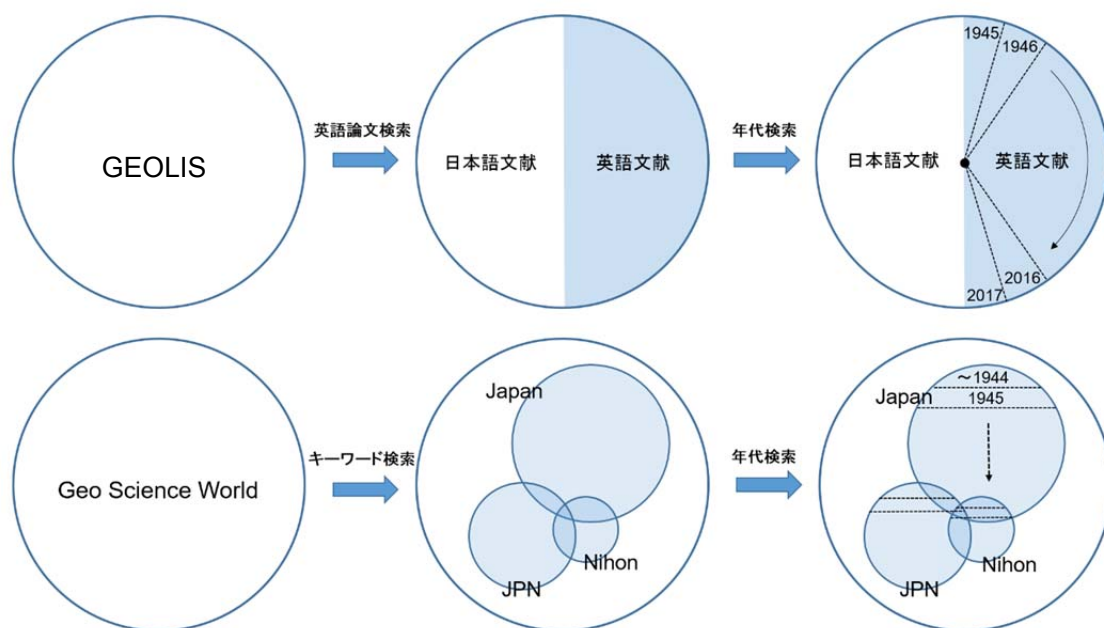 GEOLIS
英語論文検索
日本語文献
英語文献
年代検索
日本語文献
英語文献
1945
1946
2016
2017
Geo Science World
キーワード検索
Japan
JPN
Nihon
年代検索
~1944
Japan
1945
JPN
Nihon